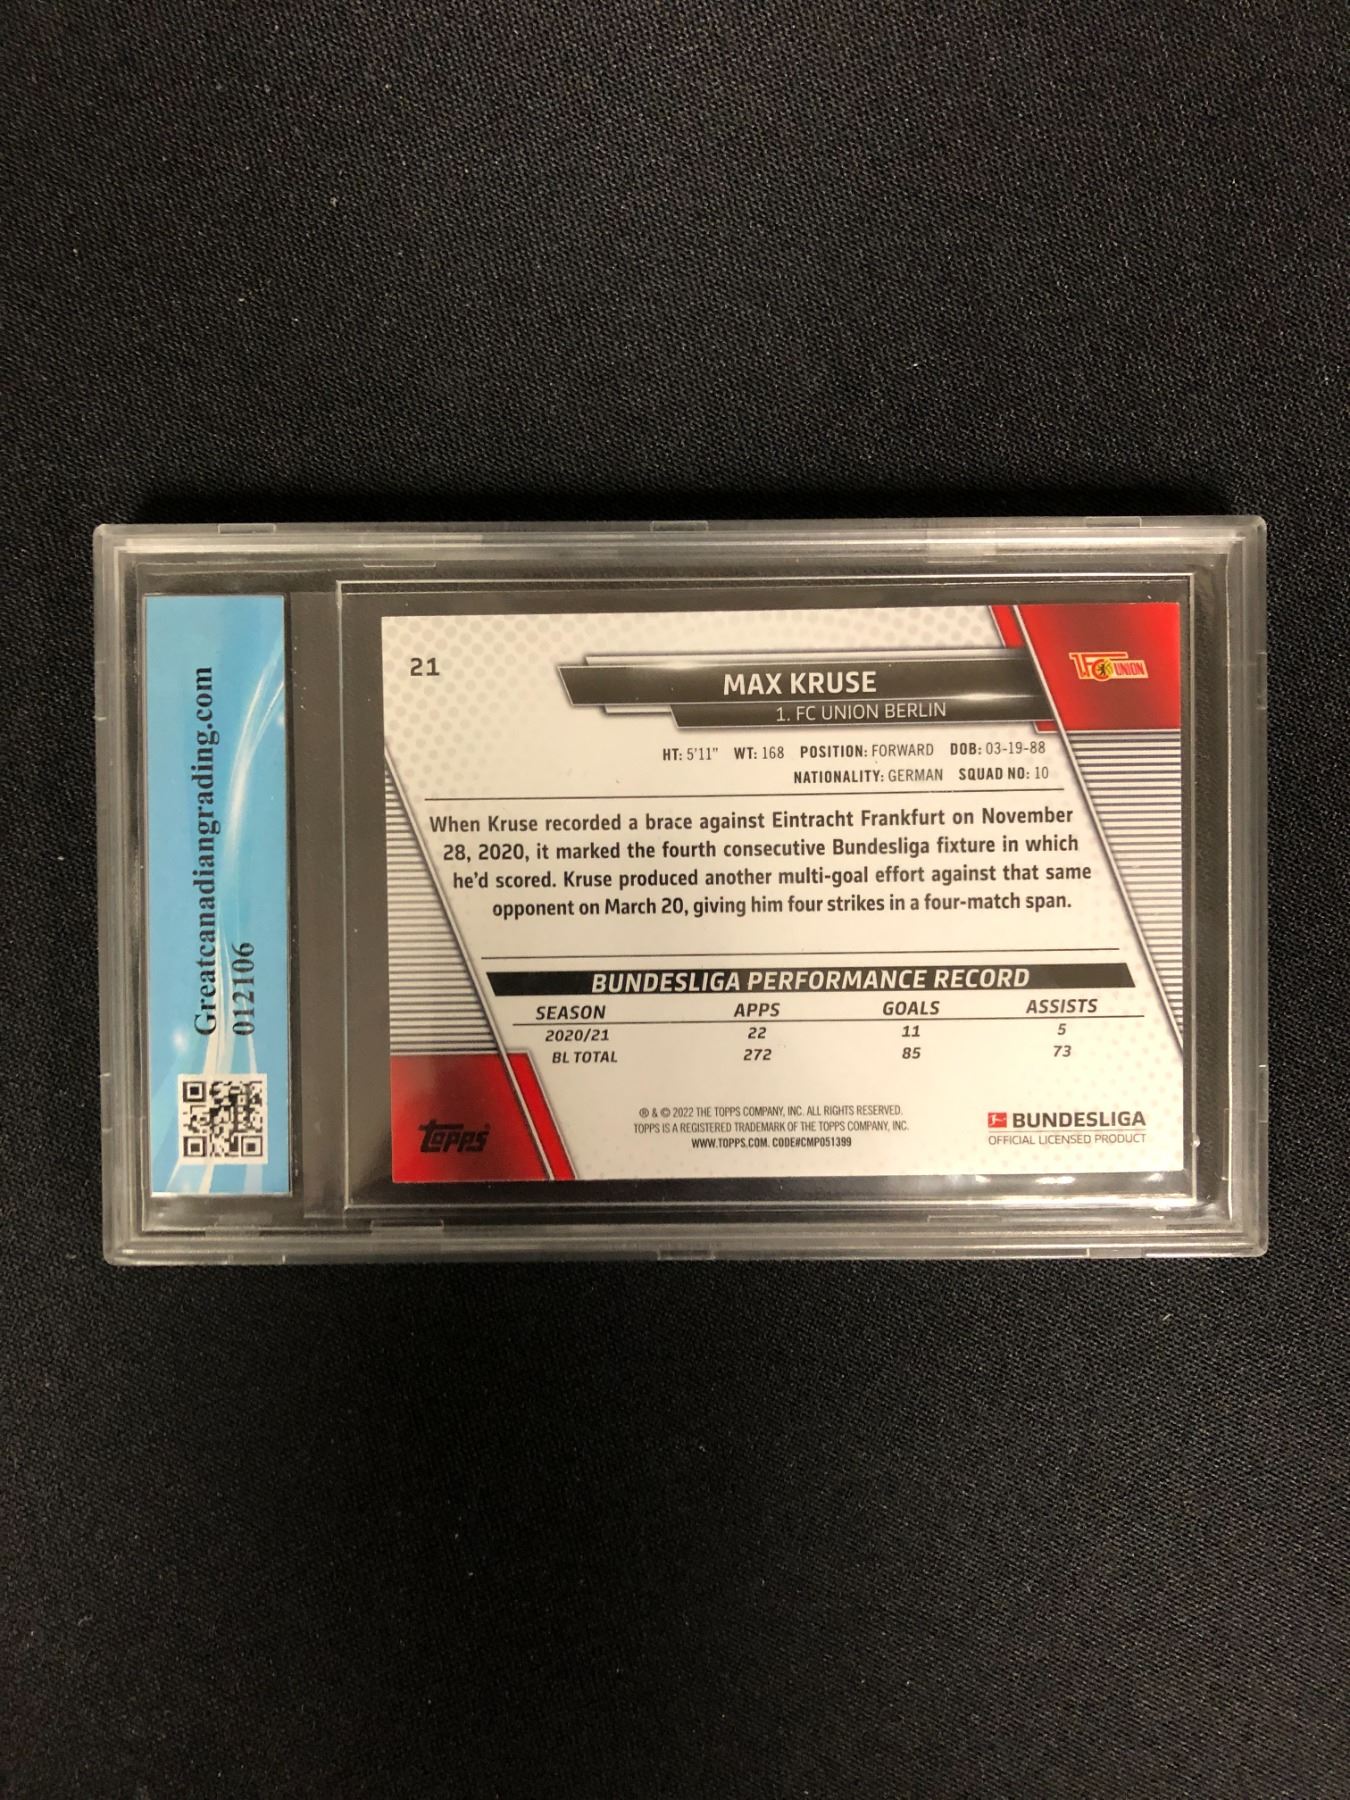 Greatcanadiangrading.com
012106
21
MAX KRUSE
1. FC UNION BERLIN
1.FC UNION
HT: 5'11" WT: 168 POSITION: FORWARD DOB: 03-19-88
NATIONALITY: GERMAN SQUAD NO: 10
When Kruse recorded a brace against Eintracht Frankfurt on November
28, 2020, it marked the fourth consecutive Bundesliga fixture in which
he'd scored. Kruse produced another multi-goal effort against that same
opponent on March 20, giving him four strikes in a four-match span.
BUNDESLIGA PERFORMANCE RECORD
SEASON APPS GOALS ASSISTS
2020/21 22 11 5
BL TOTAL 272 85 73
Topps
® & © 2022 THE TOPPS COMPANY, INC. ALL RIGHTS RESERVED.
TOPPS IS A REGISTERED TRADEMARK OF THE TOPPS COMPANY, INC.
WWW.TOPPS.COM. CODE#CMP051399
BUNDESLIGA
OFFICIAL LICENSED PRODUCT